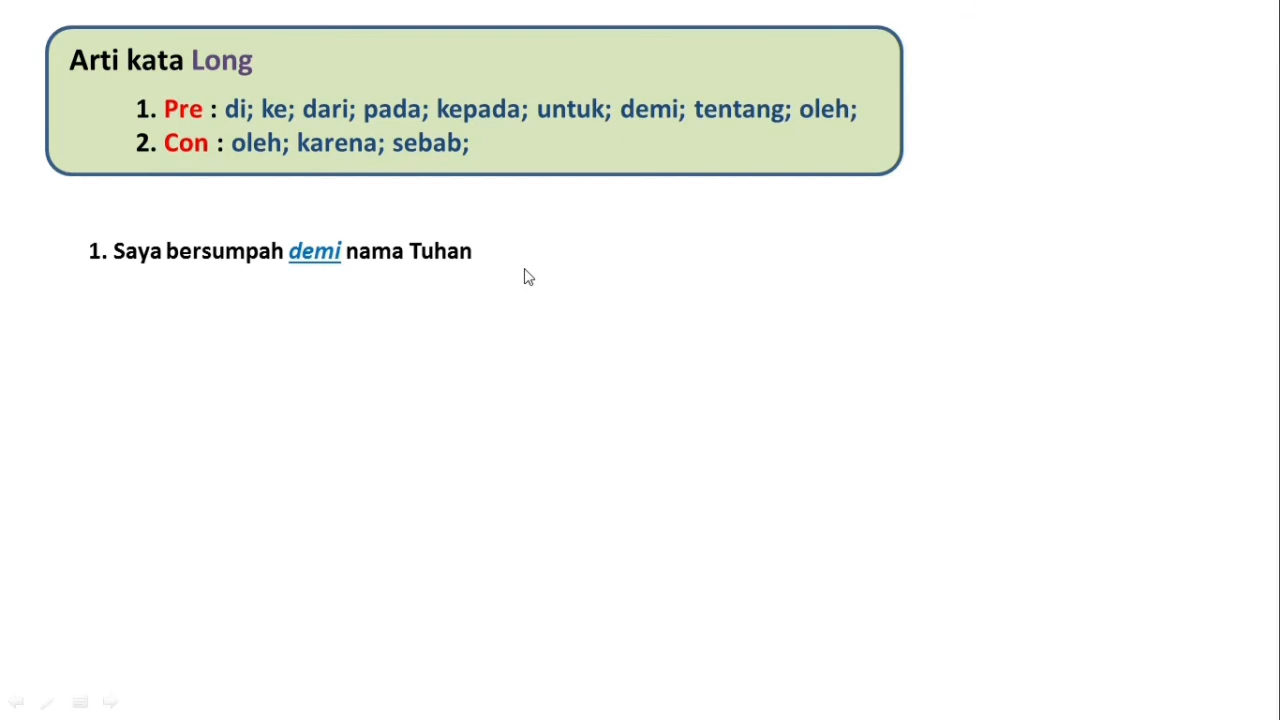 Arti kata Long
1. Pre : di; ke; dari; pada; kepada; untuk; demi; tentang; oleh;
2. Con : oleh; karena; sebab;
1. Saya bersumpah demi nama Tuhan